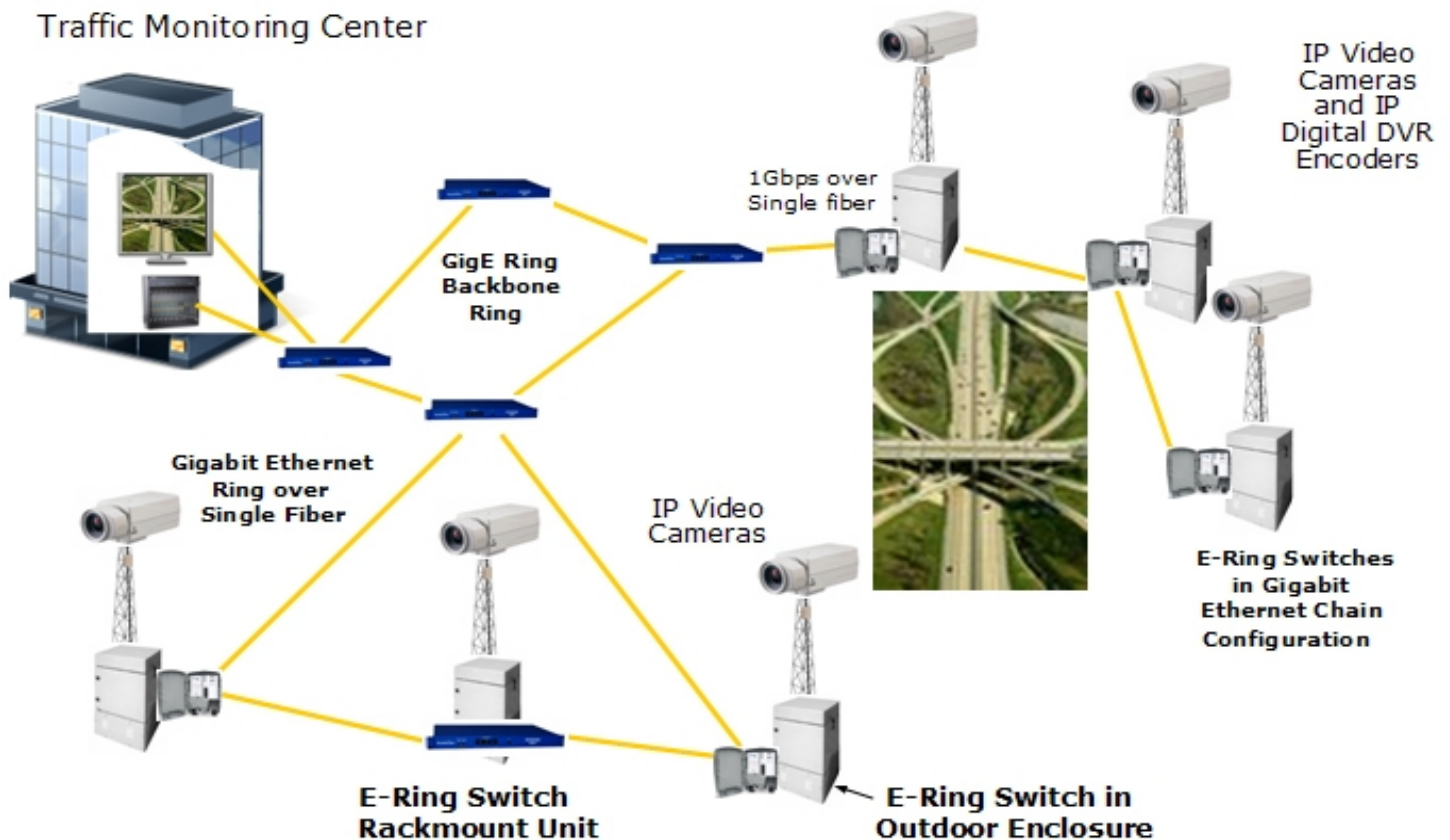 Traffic Monitoring Center
IP Video
Cameras
and IP
Digital DVR
Encoders
1Gbps over
Single fiber
GigE Ring
Backbone
Ring
Gigabit Ethernet
Ring over
Single Fiber
IP Video
Cameras
E-Ring Switches
in Gigabit
Ethernet Chain
Configuration
E-Ring Switch
Rackmount Unit
E-Ring Switch in
Outdoor Enclosure